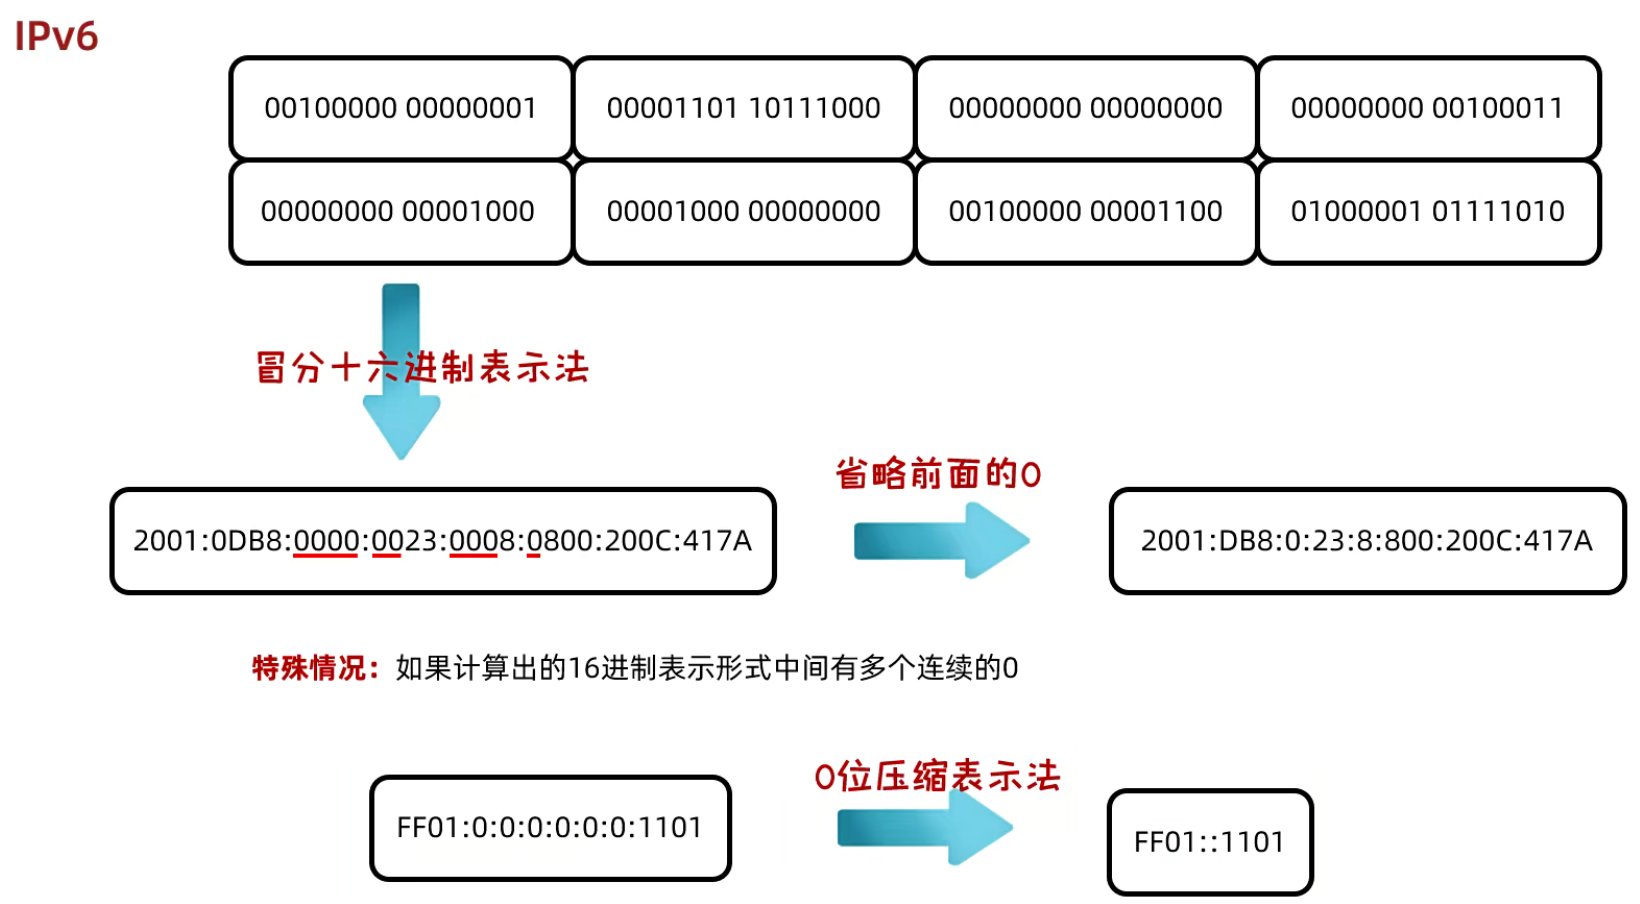 IPv6
00100000 00000001 00001101 10111000 00000000 00000000 00000000 00100011
00000000 00001000 00001000 00000000 00100000 00001100 01000001 01111010
冒分十六进制表示法
省略前面的0
2001:0DB8:0000:0023:0008:0800:200C:417A
2001:DB8:0:23:8:800:200C:417A
特殊情况：如果计算出的16进制表示形式中间有多个连续的0
0位压缩表示法
FF01:0:0:0:0:0:0:1101
FF01::1101